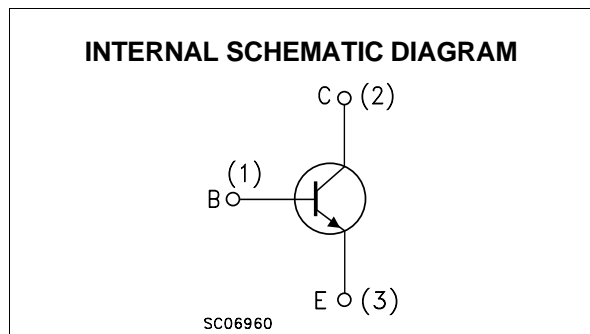 INTERNAL SCHEMATIC DIAGRAM
C (2)
(1)
B
E (3)
SC06960